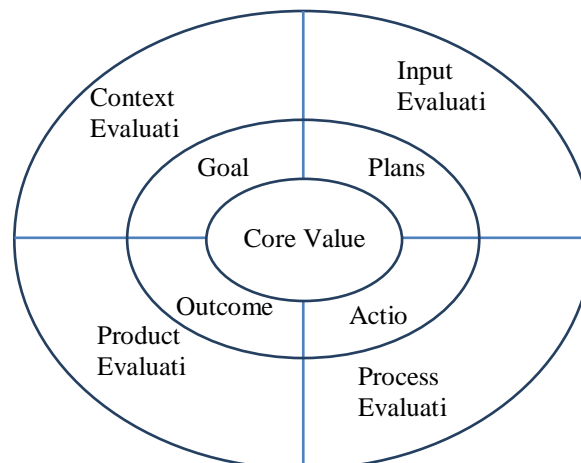 Context
Evaluati
Input
Evaluati
Goal
Plans
Core Value
Outcome
Actio
Product
Evaluati
Process
Evaluati